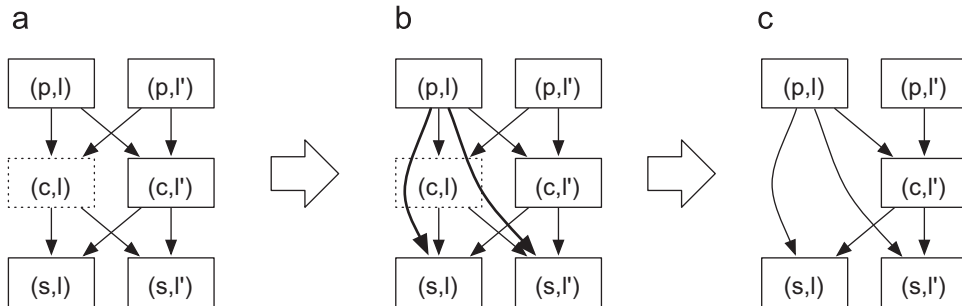 a b c
(p,l) (p,l') (p,l) (p,l') (p,l) (p,l')
(c,l) (c,l') (c,l) (c,l') (c,l')
(s,l) (s,l') (s,l) (s,l') (s,l) (s,l')